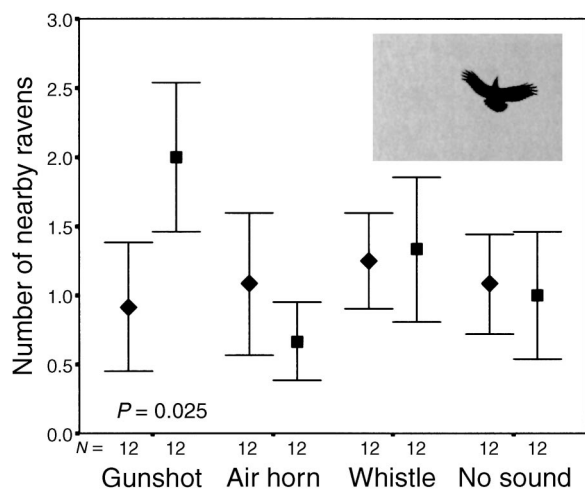 Number of nearby ravens
3.0
2.5
2.0
1.5
1.0
0.5
0.0
P = 0.025
N = 12 12 12 12 12 12 12 12
Gunshot Air horn Whistle No sound